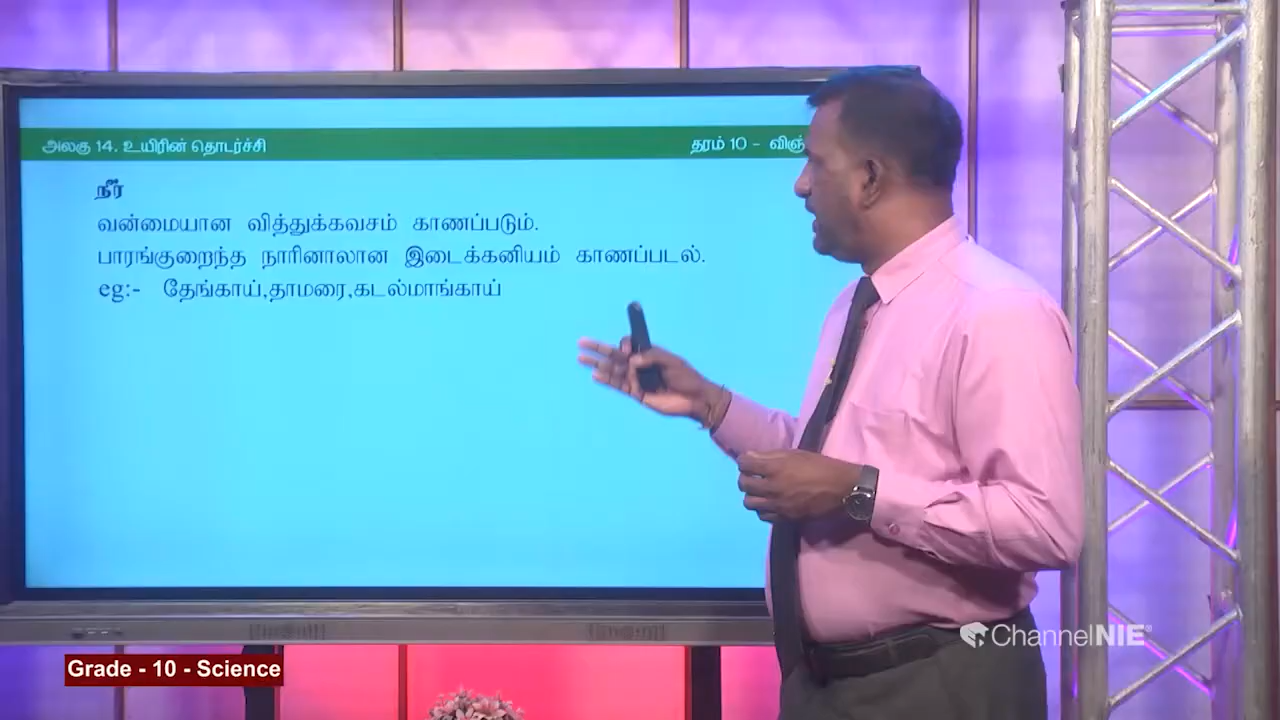 அலகு 14. உயிரின் தொடர்ச்சி
தரம் 10 - விஞ்
நீர்
வன்மையான வித்துக்கவசம் காணப்படும்.
பாரங்குறைந்த நாரினாலான இடைக்கனியம் காணப்படல்.
eg:- தேங்காய்,தாமரை,கடல்மாங்காய்
ChannelNIE
Grade - 10 - Science